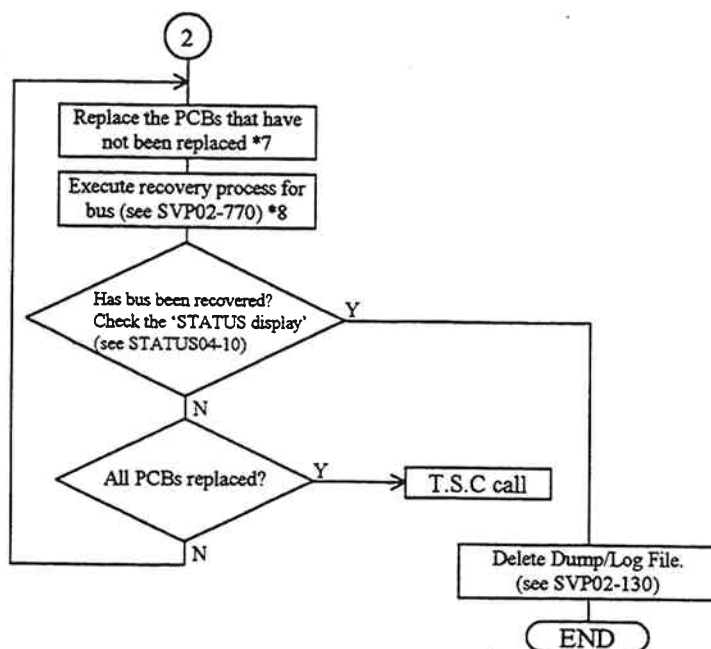 2
Replace the PCBs that have
not been replaced *7
Execute recovery process for
bus (see SVP02-770) *8
Has bus been recovered?
Check the ‘STATUS display’
(see STATUS04-10)
Y
N
All PCBs replaced?
Y
T.S.C call
N
Delete Dump/Log File.
(see SVP02-130)
END